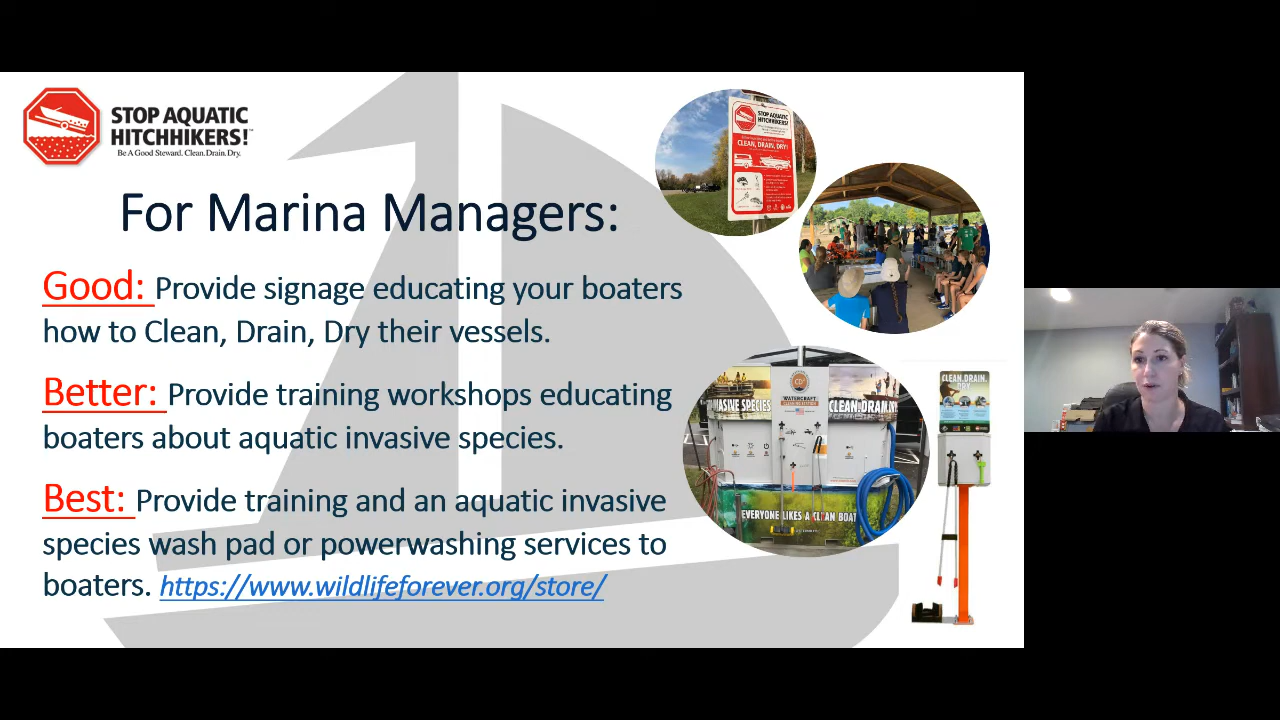 STOP AQUATIC
HITCHHIKERS!™
Be A Good Steward. Clean. Drain. Dry.
For Marina Managers:
Good: Provide signage educating your boaters
how to Clean, Drain, Dry their vessels.
Better: Provide training workshops educating
boaters about aquatic invasive species.
Best: Provide training and an aquatic invasive
species wash pad or powerwashing services to
boaters. https://www.wildlifeforever.org/store/
STOP AQUATIC
HITCHHIKERS!
CLEAN, DRAIN, DRY!
CD3
WATERCRAFT
CLEAN.DRAIN.
EVERYONE LIKES A CLEAN BOAT
CLEAN.DRAIN.
DRY